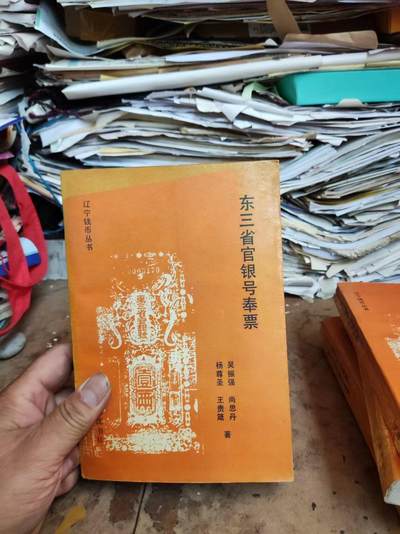 东三省官银号奉票
吴振强 尚思丹
杨尊圣 王贵箴
著
辽宁钱币丛书
壹